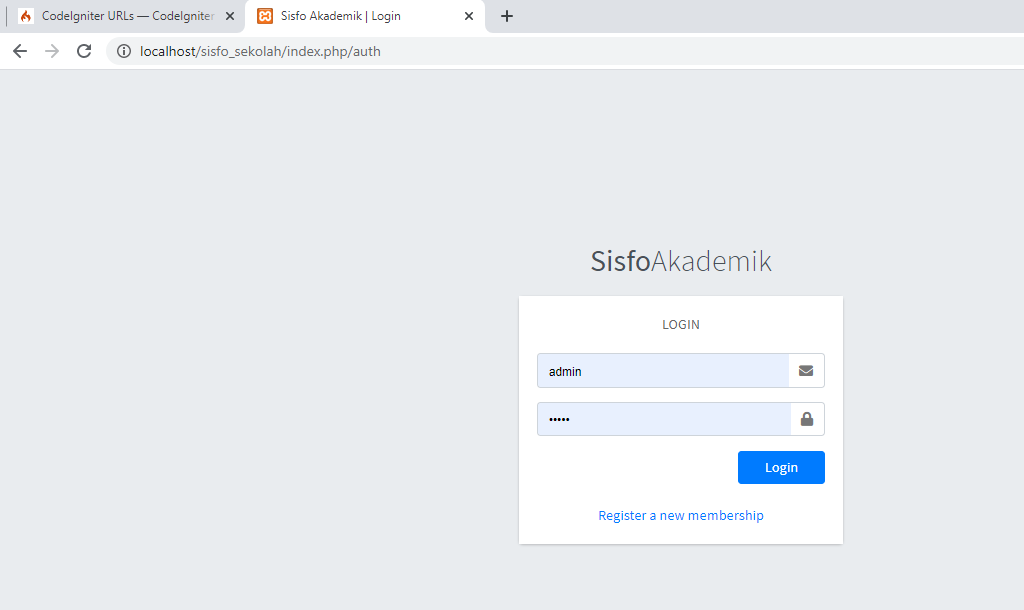 CodeIgniter URLs — CodeIgniter
Sisfo Akademik | Login
localhost/sisfo_sekolah/index.php/auth
SisfoAkademik
LOGIN
admin
•••••
Login
Register a new membership